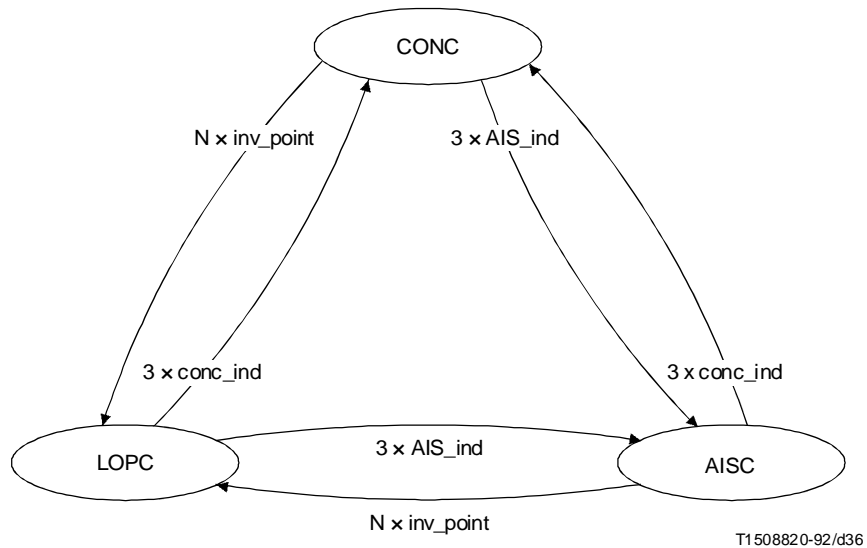 CONC
N × inv_point
3 × AIS_ind
3 × conc_ind
3 x conc_ind
LOPC
3 × AIS_ind
AISC
N × inv_point
T1508820-92/d36